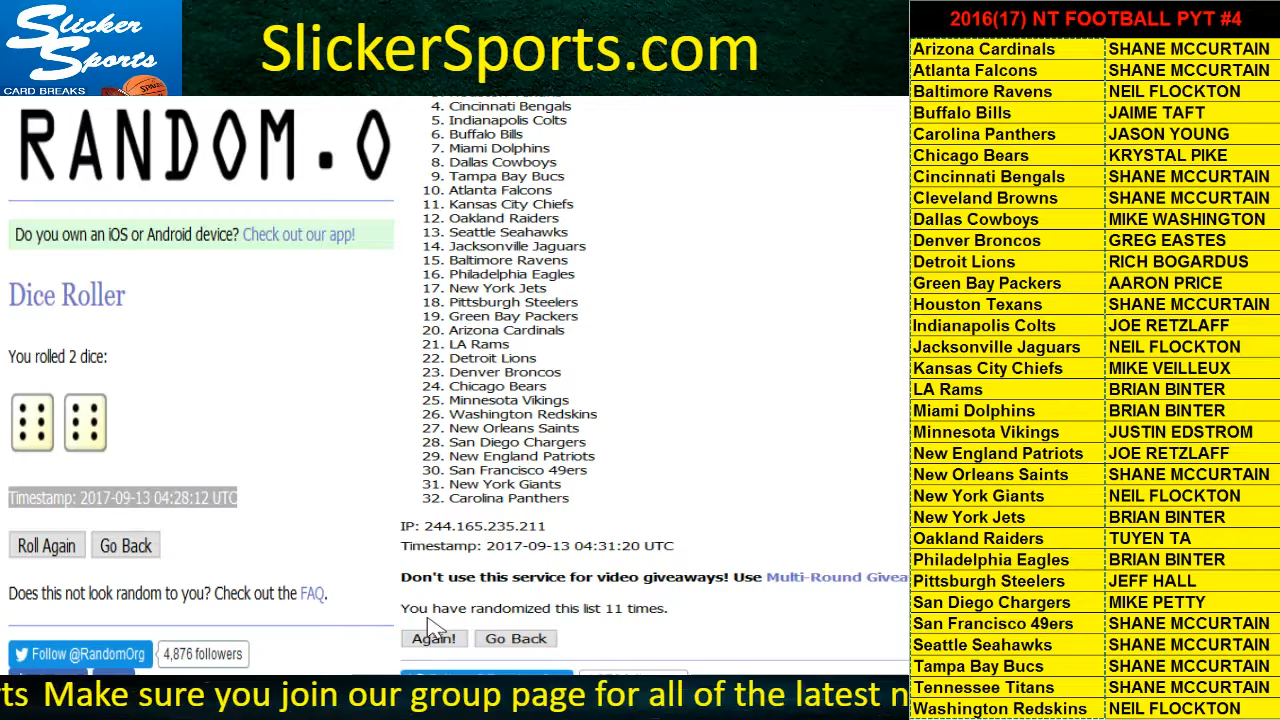 Slicker
Sports
CARD BREAKS
SlickerSports.com
RANDOM.O
Do you own an iOS or Android device? Check out our app!
Dice Roller
You rolled 2 dice:
Timestamp: 2017-09-13 04:28:12 UTC
Roll Again Go Back
Does this not look random to you? Check out the FAQ.
Follow @RandomOrg 4,876 followers
4. Cincinnati Bengals
5. Indianapolis Colts
6. Buffalo Bills
7. Miami Dolphins
8. Dallas Cowboys
9. Tampa Bay Bucs
10. Atlanta Falcons
11. Kansas City Chiefs
12. Oakland Raiders
13. Seattle Seahawks
14. Jacksonville Jaguars
15. Baltimore Ravens
16. Philadelphia Eagles
17. New York Jets
18. Pittsburgh Steelers
19. Green Bay Packers
20. Arizona Cardinals
21. LA Rams
22. Detroit Lions
23. Denver Broncos
24. Chicago Bears
25. Minnesota Vikings
26. Washington Redskins
27. New Orleans Saints
28. San Diego Chargers
29. New England Patriots
30. San Francisco 49ers
31. New York Giants
32. Carolina Panthers
IP: 244.165.235.211
Timestamp: 2017-09-13 04:31:20 UTC
Don't use this service for video giveaways! Use Multi-Round Givea
You have randomized this list 11 times.
Again! Go Back
2016(17) NT FOOTBALL PYT #4
Arizona Cardinals SHANE MCCURTAIN
Atlanta Falcons SHANE MCCURTAIN
Baltimore Ravens NEIL FLOCKTON
Buffalo Bills JAIME TAFT
Carolina Panthers JASON YOUNG
Chicago Bears KRYSTAL PIKE
Cincinnati Bengals SHANE MCCURTAIN
Cleveland Browns SHANE MCCURTAIN
Dallas Cowboys MIKE WASHINGTON
Denver Broncos GREG EASTES
Detroit Lions RICH BOGARDUS
Green Bay Packers AARON PRICE
Houston Texans SHANE MCCURTAIN
Indianapolis Colts JOE RETZLAFF
Jacksonville Jaguars NEIL FLOCKTON
Kansas City Chiefs MIKE VEILLEUX
LA Rams BRIAN BINTER
Miami Dolphins BRIAN BINTER
Minnesota Vikings JUSTIN EDSTROM
New England Patriots JOE RETZLAFF
New Orleans Saints SHANE MCCURTAIN
New York Giants NEIL FLOCKTON
New York Jets BRIAN BINTER
Oakland Raiders TUYEN TA
Philadelphia Eagles BRIAN BINTER
Pittsburgh Steelers JEFF HALL
San Diego Chargers MIKE PETTY
San Francisco 49ers SHANE MCCURTAIN
Seattle Seahawks SHANE MCCURTAIN
Tampa Bay Bucs SHANE MCCURTAIN
Tennessee Titans SHANE MCCURTAIN
Washington Redskins NEIL FLOCKTON
ts Make sure you join our group page for all of the latest n